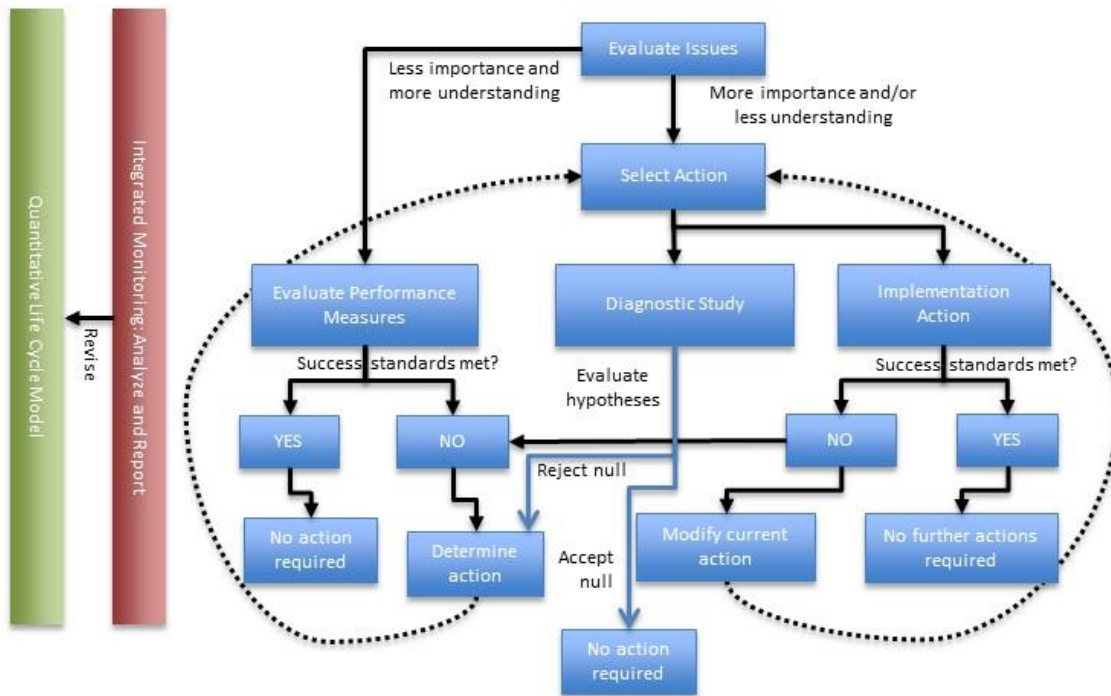 Quantitative Life Cycle Model
Revise
Integrated Monitoring: Analyze and Report
Evaluate Issues
Less importance and
more understanding
More importance and/or
less understanding
Select Action
Evaluate Performance
Measures
Diagnostic Study
Implementation
Action
Success standards met?
Evaluate
hypotheses
Success standards met?
YES
NO
NO
YES
Reject null
No action
required
Determine
action
Accept
null
Modify current
action
No further actions
required
No action
required